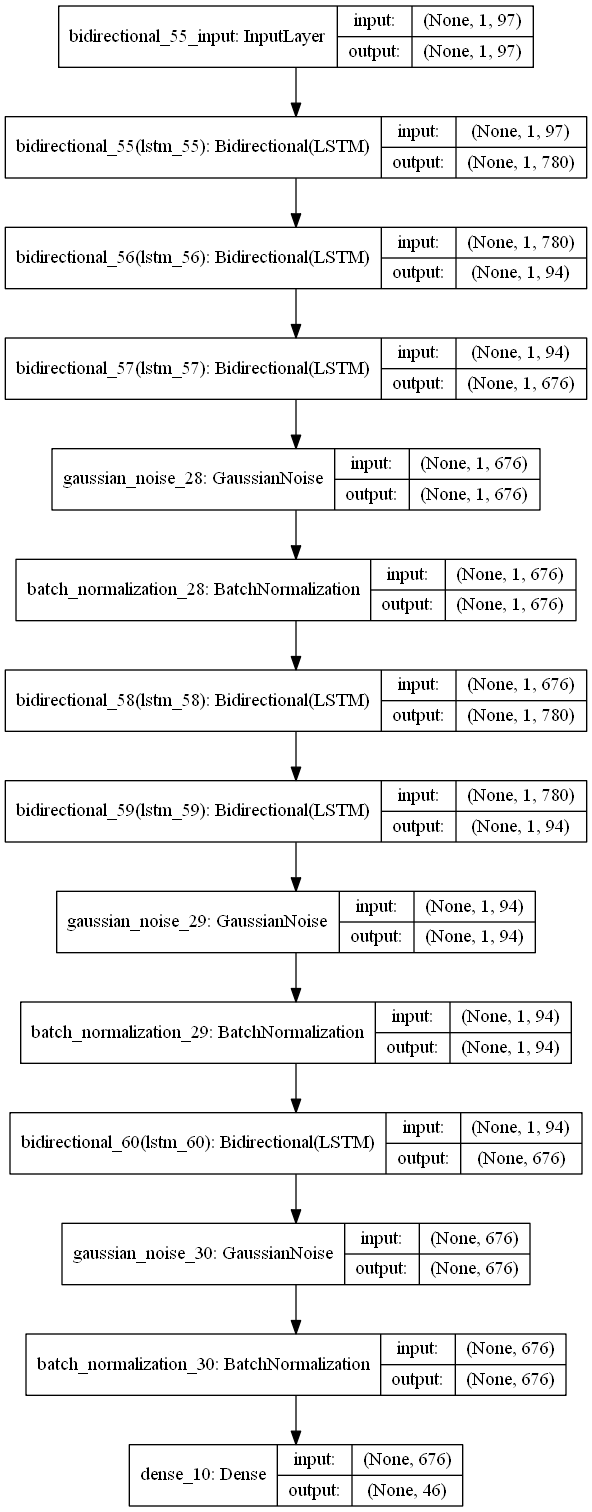 bidirectional_55_input: InputLayer
input: (None, 1, 97)
output: (None, 1, 97)
bidirectional_55(lstm_55): Bidirectional(LSTM)
input: (None, 1, 97)
output: (None, 1, 780)
bidirectional_56(lstm_56): Bidirectional(LSTM)
input: (None, 1, 780)
output: (None, 1, 94)
bidirectional_57(lstm_57): Bidirectional(LSTM)
input: (None, 1, 94)
output: (None, 1, 676)
gaussian_noise_28: GaussianNoise
input: (None, 1, 676)
output: (None, 1, 676)
batch_normalization_28: BatchNormalization
input: (None, 1, 676)
output: (None, 1, 676)
bidirectional_58(lstm_58): Bidirectional(LSTM)
input: (None, 1, 676)
output: (None, 1, 780)
bidirectional_59(lstm_59): Bidirectional(LSTM)
input: (None, 1, 780)
output: (None, 1, 94)
gaussian_noise_29: GaussianNoise
input: (None, 1, 94)
output: (None, 1, 94)
batch_normalization_29: BatchNormalization
input: (None, 1, 94)
output: (None, 1, 94)
bidirectional_60(lstm_60): Bidirectional(LSTM)
input: (None, 1, 94)
output: (None, 676)
gaussian_noise_30: GaussianNoise
input: (None, 676)
output: (None, 676)
batch_normalization_30: BatchNormalization
input: (None, 676)
output: (None, 676)
dense_10: Dense
input: (None, 676)
output: (None, 46)